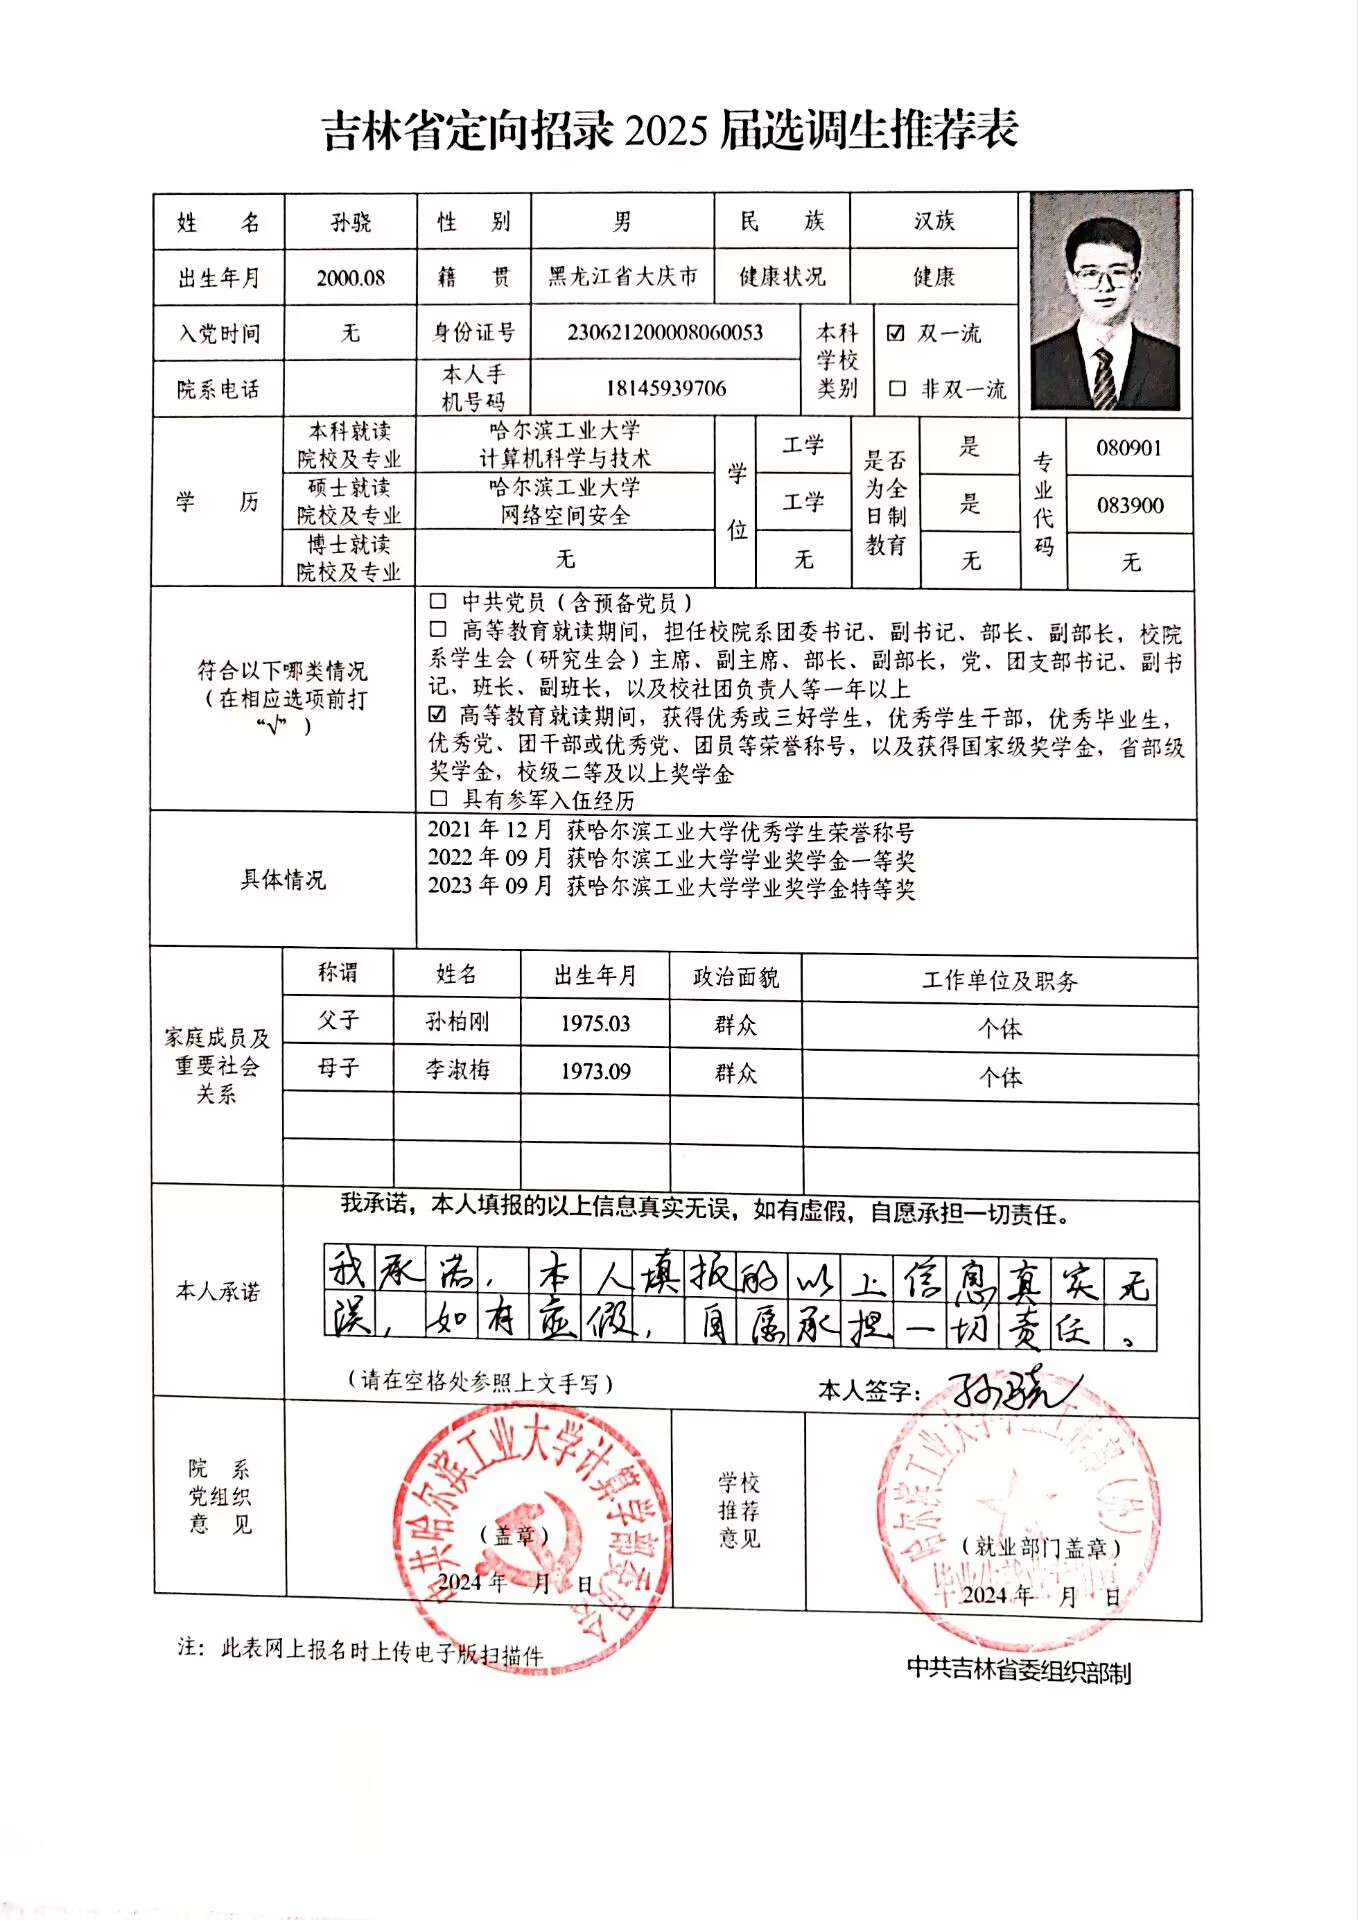 吉林省定向招录 2025 届选调生推荐表
姓 名 孙骁 性 别 男 民 族 汉族
出生年月 2000.08 籍 贯 黑龙江省大庆市 健康状况 健康
入党时间 无 身份证号 230621200008060053 本科学校类别 ☑ 双一流
院系电话 本人手机号码 18145939706 □ 非双一流
学 历 学 位 是否为全日制教育 专业代码
本科就读院校及专业 哈尔滨工业大学 计算机科学与技术 工学 是 080901
硕士就读院校及专业 哈尔滨工业大学 网络空间安全 工学 是 083900
博士就读院校及专业 无 无 无 无
符合以下哪类情况
（在相应选项前打
“√”）
□ 中共党员（含预备党员）
□ 高等教育就读期间，担任校院系团委书记、副书记、部长、副部长，校院
系学生会（研究生会）主席、副主席、部长、副部长，党、团支部书记、副书
记，班长、副班长，以及校社团负责人等一年以上
☑ 高等教育就读期间，获得优秀或三好学生，优秀学生干部，优秀毕业生，
优秀党、团干部或优秀党、团员等荣誉称号，以及获得国家级奖学金，省部级
奖学金，校级二等及以上奖学金
□ 具有参军入伍经历
具体情况
2021 年 12 月 获哈尔滨工业大学优秀学生荣誉称号
2022 年 09 月 获哈尔滨工业大学学业奖学金一等奖
2023 年 09 月 获哈尔滨工业大学学业奖学金特等奖
家庭成员及
重要社会
关系
称谓 姓名 出生年月 政治面貌 工作单位及职务
父子 孙柏刚 1975.03 群众 个体
母子 李淑梅 1973.09 群众 个体
本人承诺
我承诺，本人填报的以上信息真实无误，如有虚假，自愿承担一切责任。
我承诺，本人填报的以上信息真实无
误，如有虚假，自愿承担一切责任。
（请在空格处参照上文手写） 本人签字：孙骁
院 系
党组织
意 见
中共哈尔滨工业大学计算学部委员会
（盖章）
2024 年 月 日
学校
推荐
意见
哈尔滨工业大学学生工作部（处）
（就业部门盖章）
2024 年 月 日
注：此表网上报名时上传电子版扫描件
中共吉林省委组织部制